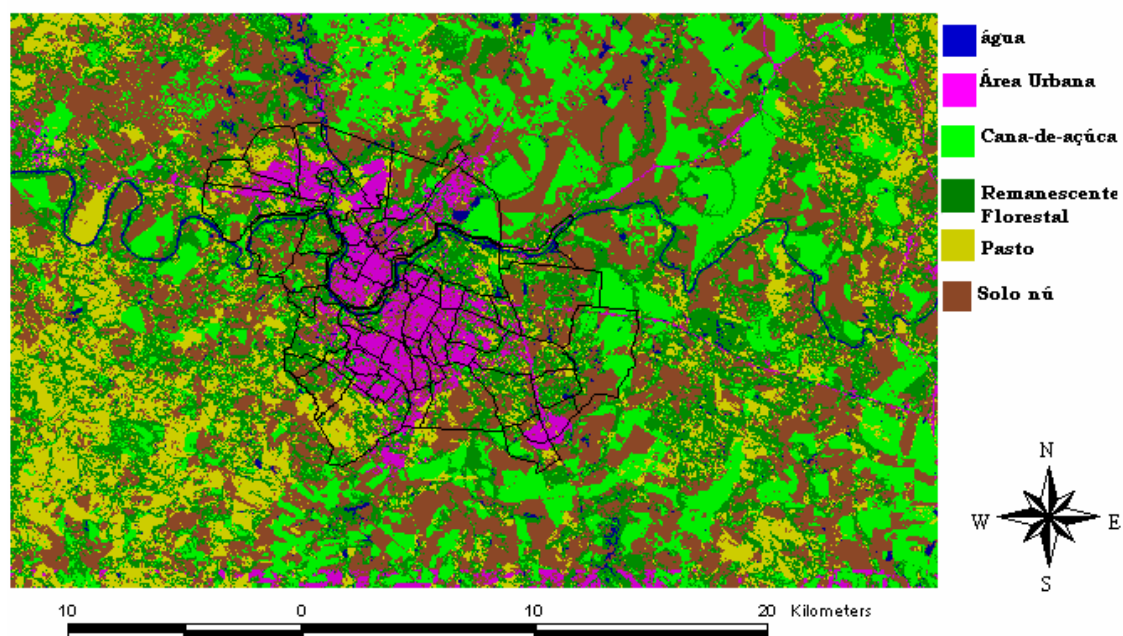 água
Área Urbana
Cana-de-açúca
Remanescente
Florestal
Pasto
Solo nú
N
W
E
S
10
0
10
20
Kilometers